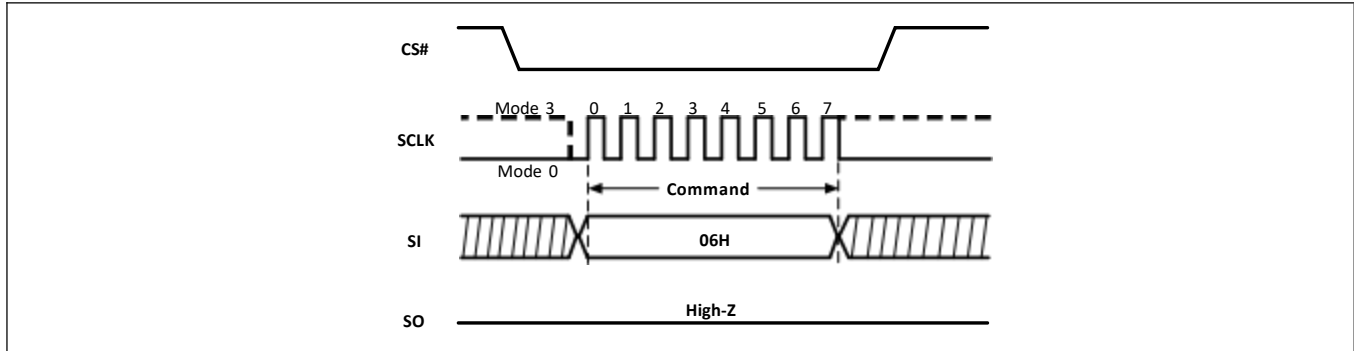 CS#
Mode 3 0 1 2 3 4 5 6 7
SCLK
Mode 0
Command
SI 06H
High-Z
SO